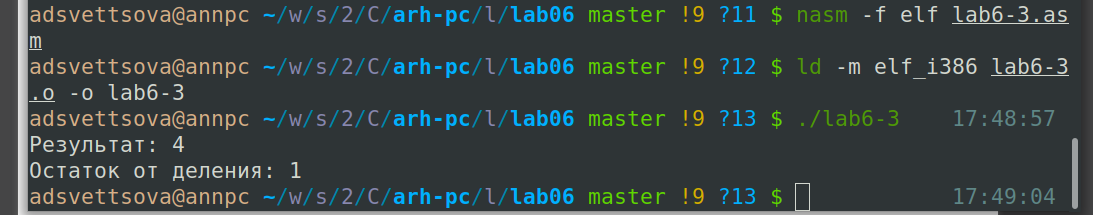 adsvettsova@annpc ~/w/s/2/C/arh-pc/l/lab06 master !9 ?11 $ nasm -f elf lab6-3.as
m
adsvettsova@annpc ~/w/s/2/C/arh-pc/l/lab06 master !9 ?12 $ ld -m elf_i386 lab6-3
.o -o lab6-3
adsvettsova@annpc ~/w/s/2/C/arh-pc/l/lab06 master !9 ?13 $ ./lab6-3 17:48:57
Результат: 4
Остаток от деления: 1
adsvettsova@annpc ~/w/s/2/C/arh-pc/l/lab06 master !9 ?13 $ 17:49:04